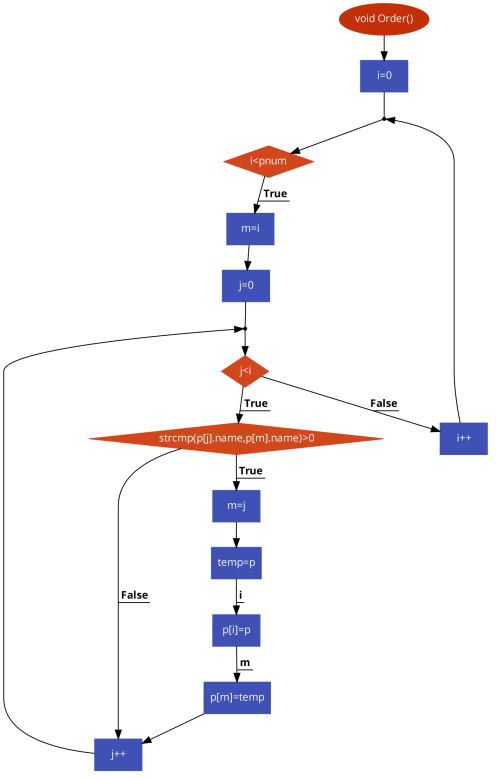 void Order()
i=0
i<pnum
True
m=i
j=0
j<i
True
False
strcmp(p[j].name,p[m].name)>0
i++
True
m=j
temp=p
False
i
p[i]=p
m
p[m]=temp
j++